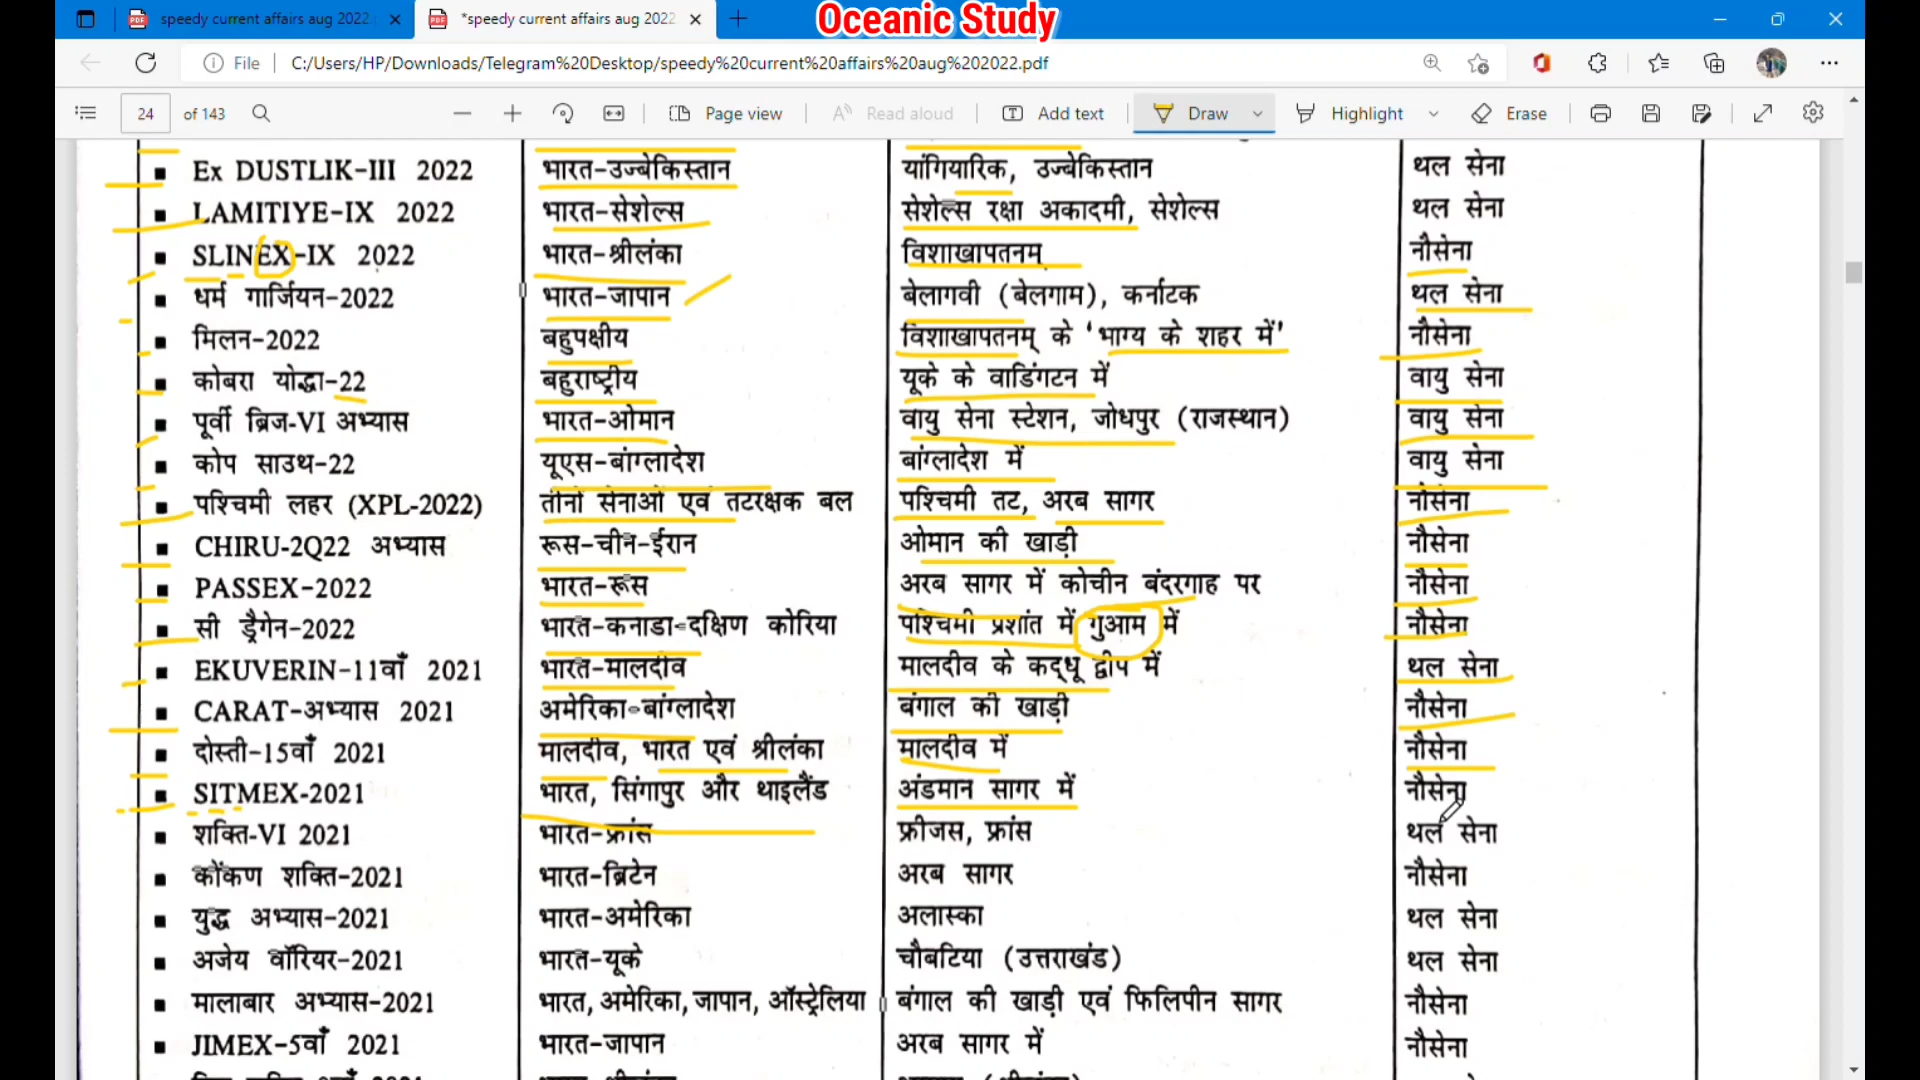 speedy current affairs aug 2022
*speedy current affairs aug 2022
Oceanic Study
File
C:/Users/HP/Downloads/Telegram%20Desktop/speedy%20current%20affairs%20aug%202022.pdf
24 of 143 Page view Read aloud Add text Draw Highlight Erase
Ex DUSTLIK-III 2022 भारत-उज्बेकिस्तान यांगियारिक, उज्बेकिस्तान थल सेना
LAMITIYE-IX 2022 भारत-सेशेल्स सेशेल्स रक्षा अकादमी, सेशेल्स थल सेना
SLINEX-IX 2022 भारत-श्रीलंका विशाखापतनम् नौसेना
धर्म गार्जियन-2022 भारत-जापान बेलागवी (बेलगाम), कर्नाटक थल सेना
मिलन-2022 बहुपक्षीय विशाखापतनम् के 'भाग्य के शहर में' नौसेना
कोबरा योद्धा-22 बहुराष्ट्रीय यूके के वाडिंगटन में वायु सेना
पूर्वी ब्रिज-VI अभ्यास भारत-ओमान वायु सेना स्टेशन, जोधपुर (राजस्थान) वायु सेना
कोप साउथ-22 यूएस-बांग्लादेश बांग्लादेश में वायु सेना
पश्चिमी लहर (XPL-2022) तीनों सेनाओं एवं तटरक्षक बल पश्चिमी तट, अरब सागर नौसेना
CHIRU-2Q22 अभ्यास रूस-चीन-ईरान ओमान की खाड़ी नौसेना
PASSEX-2022 भारत-रूस अरब सागर में कोचीन बंदरगाह पर नौसेना
सी ड्रैगेन-2022 भारत-कनाडा-दक्षिण कोरिया पश्चिमी प्रशांत में गुआम में नौसेना
EKUVERIN-11वाँ 2021 भारत-मालदीव मालदीव के कद्धू द्वीप में थल सेना
CARAT-अभ्यास 2021 अमेरिका-बांग्लादेश बंगाल की खाड़ी नौसेना
दोस्ती-15वाँ 2021 मालदीव, भारत एवं श्रीलंका मालदीव में नौसेना
SITMEX-2021 भारत, सिंगापुर और थाइलैंड अंडमान सागर में नौसेना
शक्ति-VI 2021 भारत-फ्रांस फ्रीजस, फ्रांस थल सेना
कोंकण शक्ति-2021 भारत-ब्रिटेन अरब सागर नौसेना
युद्ध अभ्यास-2021 भारत-अमेरिका अलास्का थल सेना
अजेय वॉरियर-2021 भारत-यूके चौबटिया (उत्तराखंड) थल सेना
मालाबार अभ्यास-2021 भारत, अमेरिका, जापान, ऑस्ट्रेलिया बंगाल की खाड़ी एवं फिलिपीन सागर नौसेना
JIMEX-5वाँ 2021 भारत-जापान अरब सागर में नौसेना